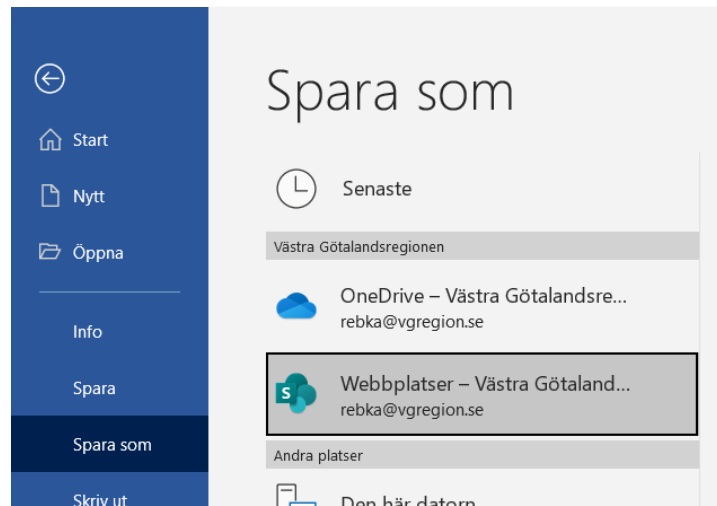 Spara som
Start
Nytt
Öppna
Info
Spara
Spara som
Skriv ut
Senaste
Västra Götalandsregionen
OneDrive – Västra Götalandsre...
rebka@vgregion.se
S
Webbplatser – Västra Götaland...
rebka@vgregion.se
Andra platser
Den här datorn